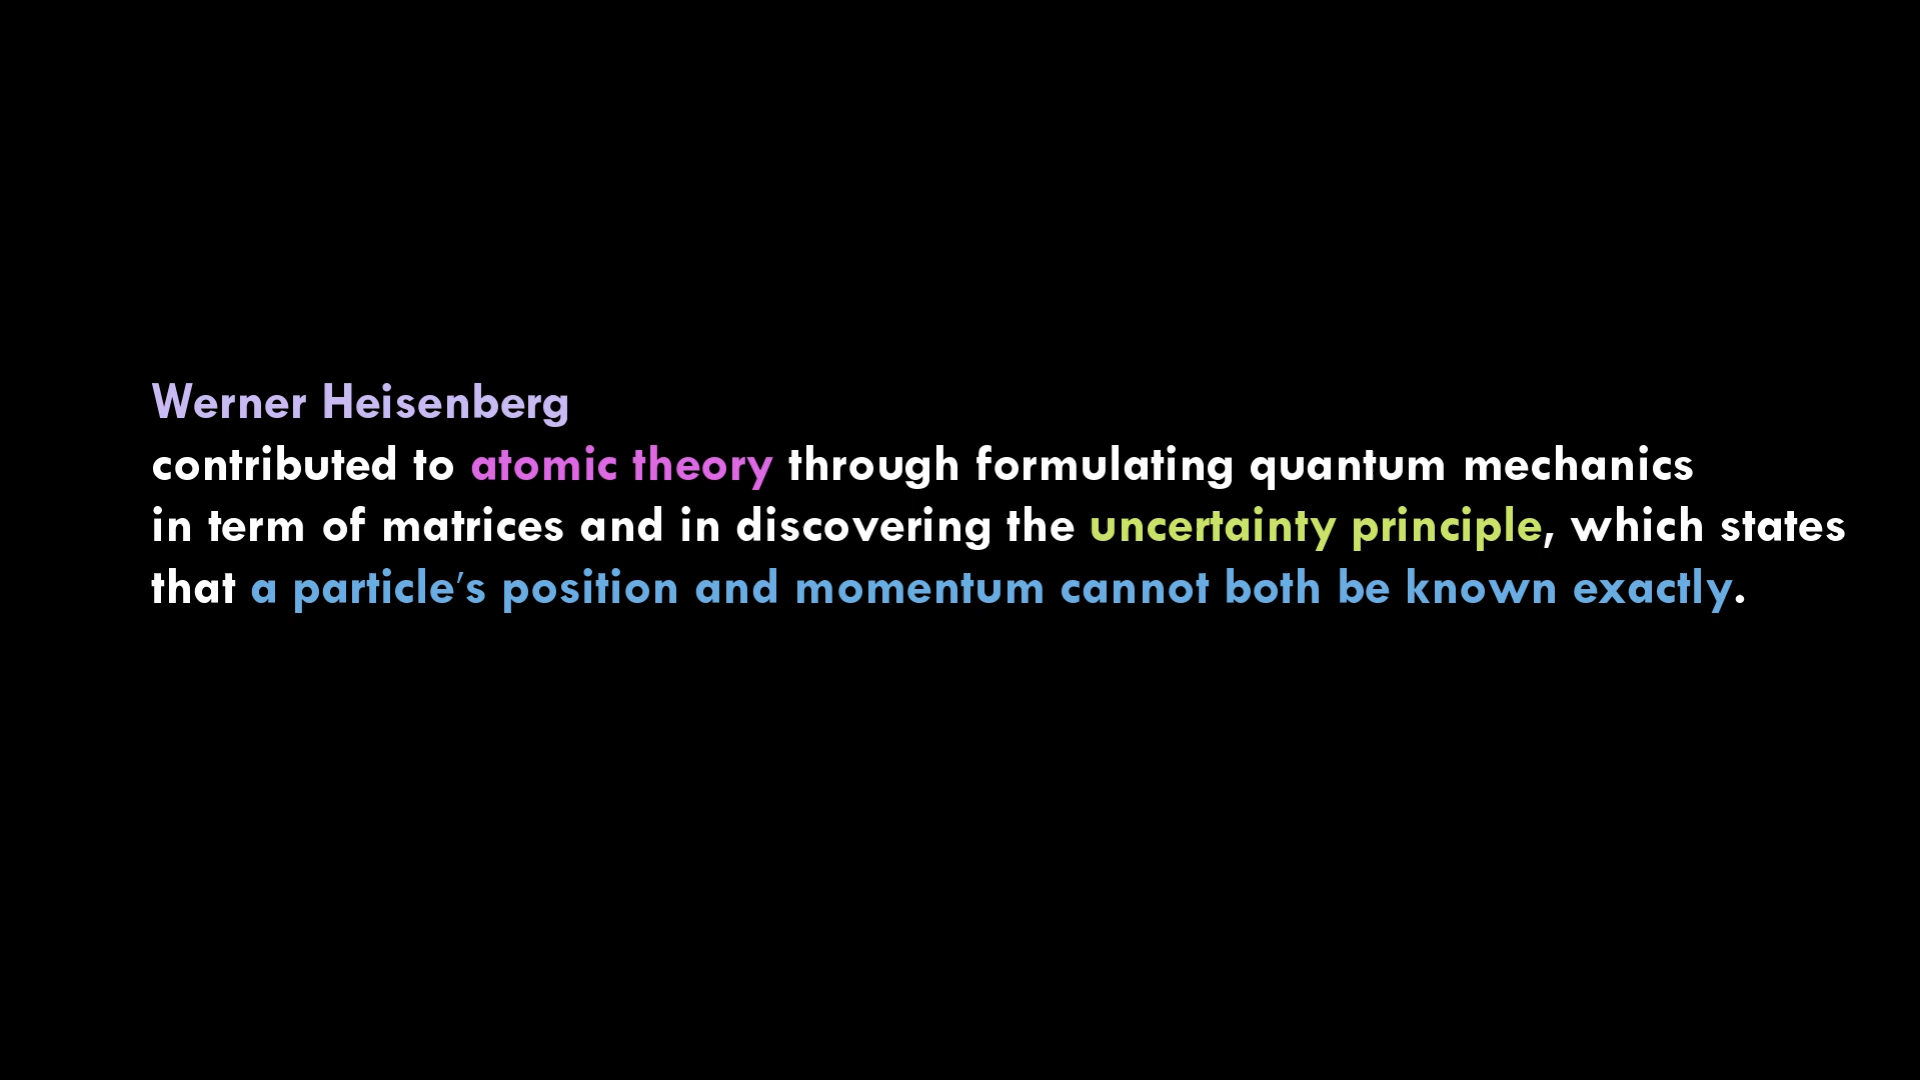 Werner Heisenberg
contributed to atomic theory through formulating quantum mechanics
in term of matrices and in discovering the uncertainty principle, which states
that a particle's position and momentum cannot both be known exactly.